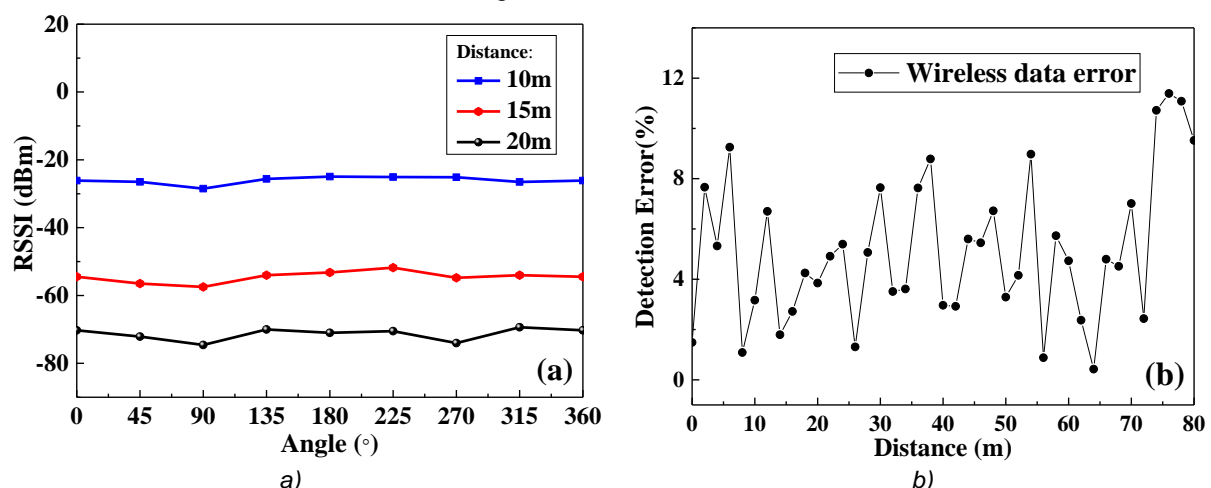 20
0
-20
-40
-60
-80
RSSI (dBm)
Distance:
10m
15m
20m
(a)
0 45 90 135 180 225 270 315 360
Angle (°)
a)
12
8
4
0
Detection Error(%)
Wireless data error
(b)
0 10 20 30 40 50 60 70 80
Distance (m)
b)